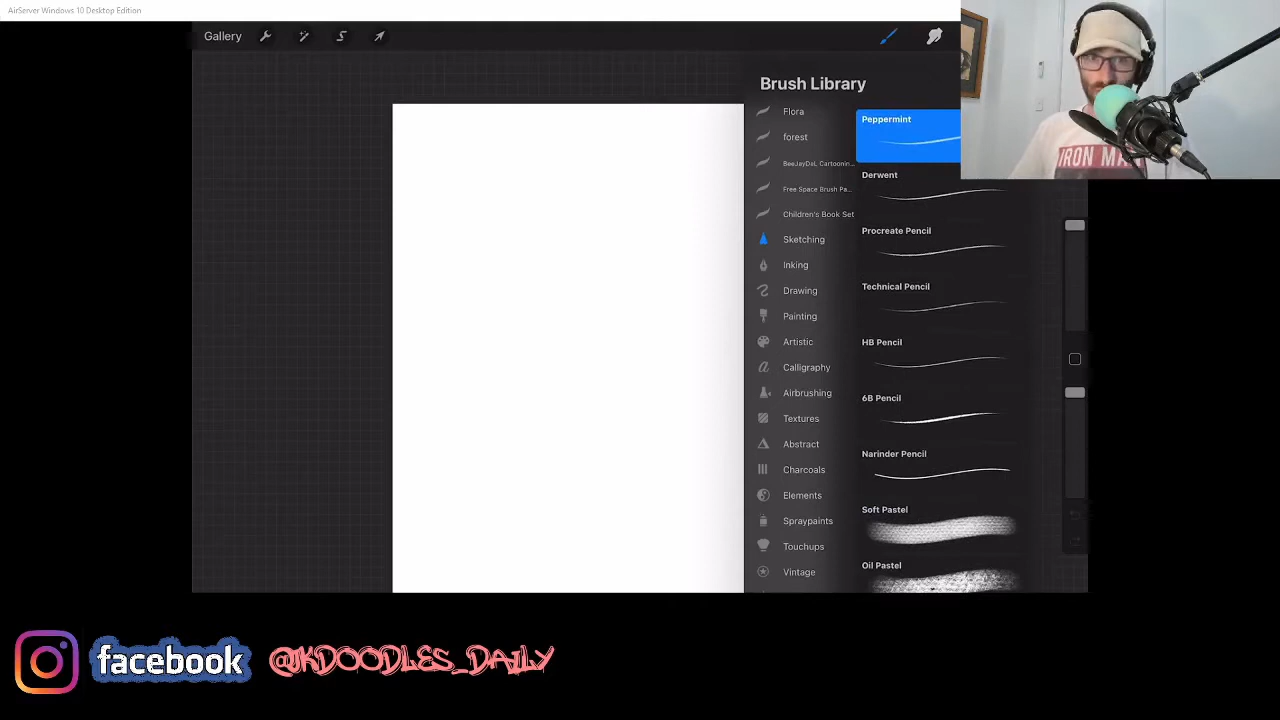 AirServer Windows 10 Desktop Edition
Gallery
Brush Library
Flora
forest
BeeJayDeL Cartoonin...
Free Space Brush Pa...
Children's Book Set
Sketching
Inking
Drawing
Painting
Artistic
Calligraphy
Airbrushing
Textures
Abstract
Charcoals
Elements
Spraypaints
Touchups
Vintage
Peppermint
Derwent
Procreate Pencil
Technical Pencil
HB Pencil
6B Pencil
Narinder Pencil
Soft Pastel
Oil Pastel
IRON MAN
facebook
@JKDOODLES_DAILY